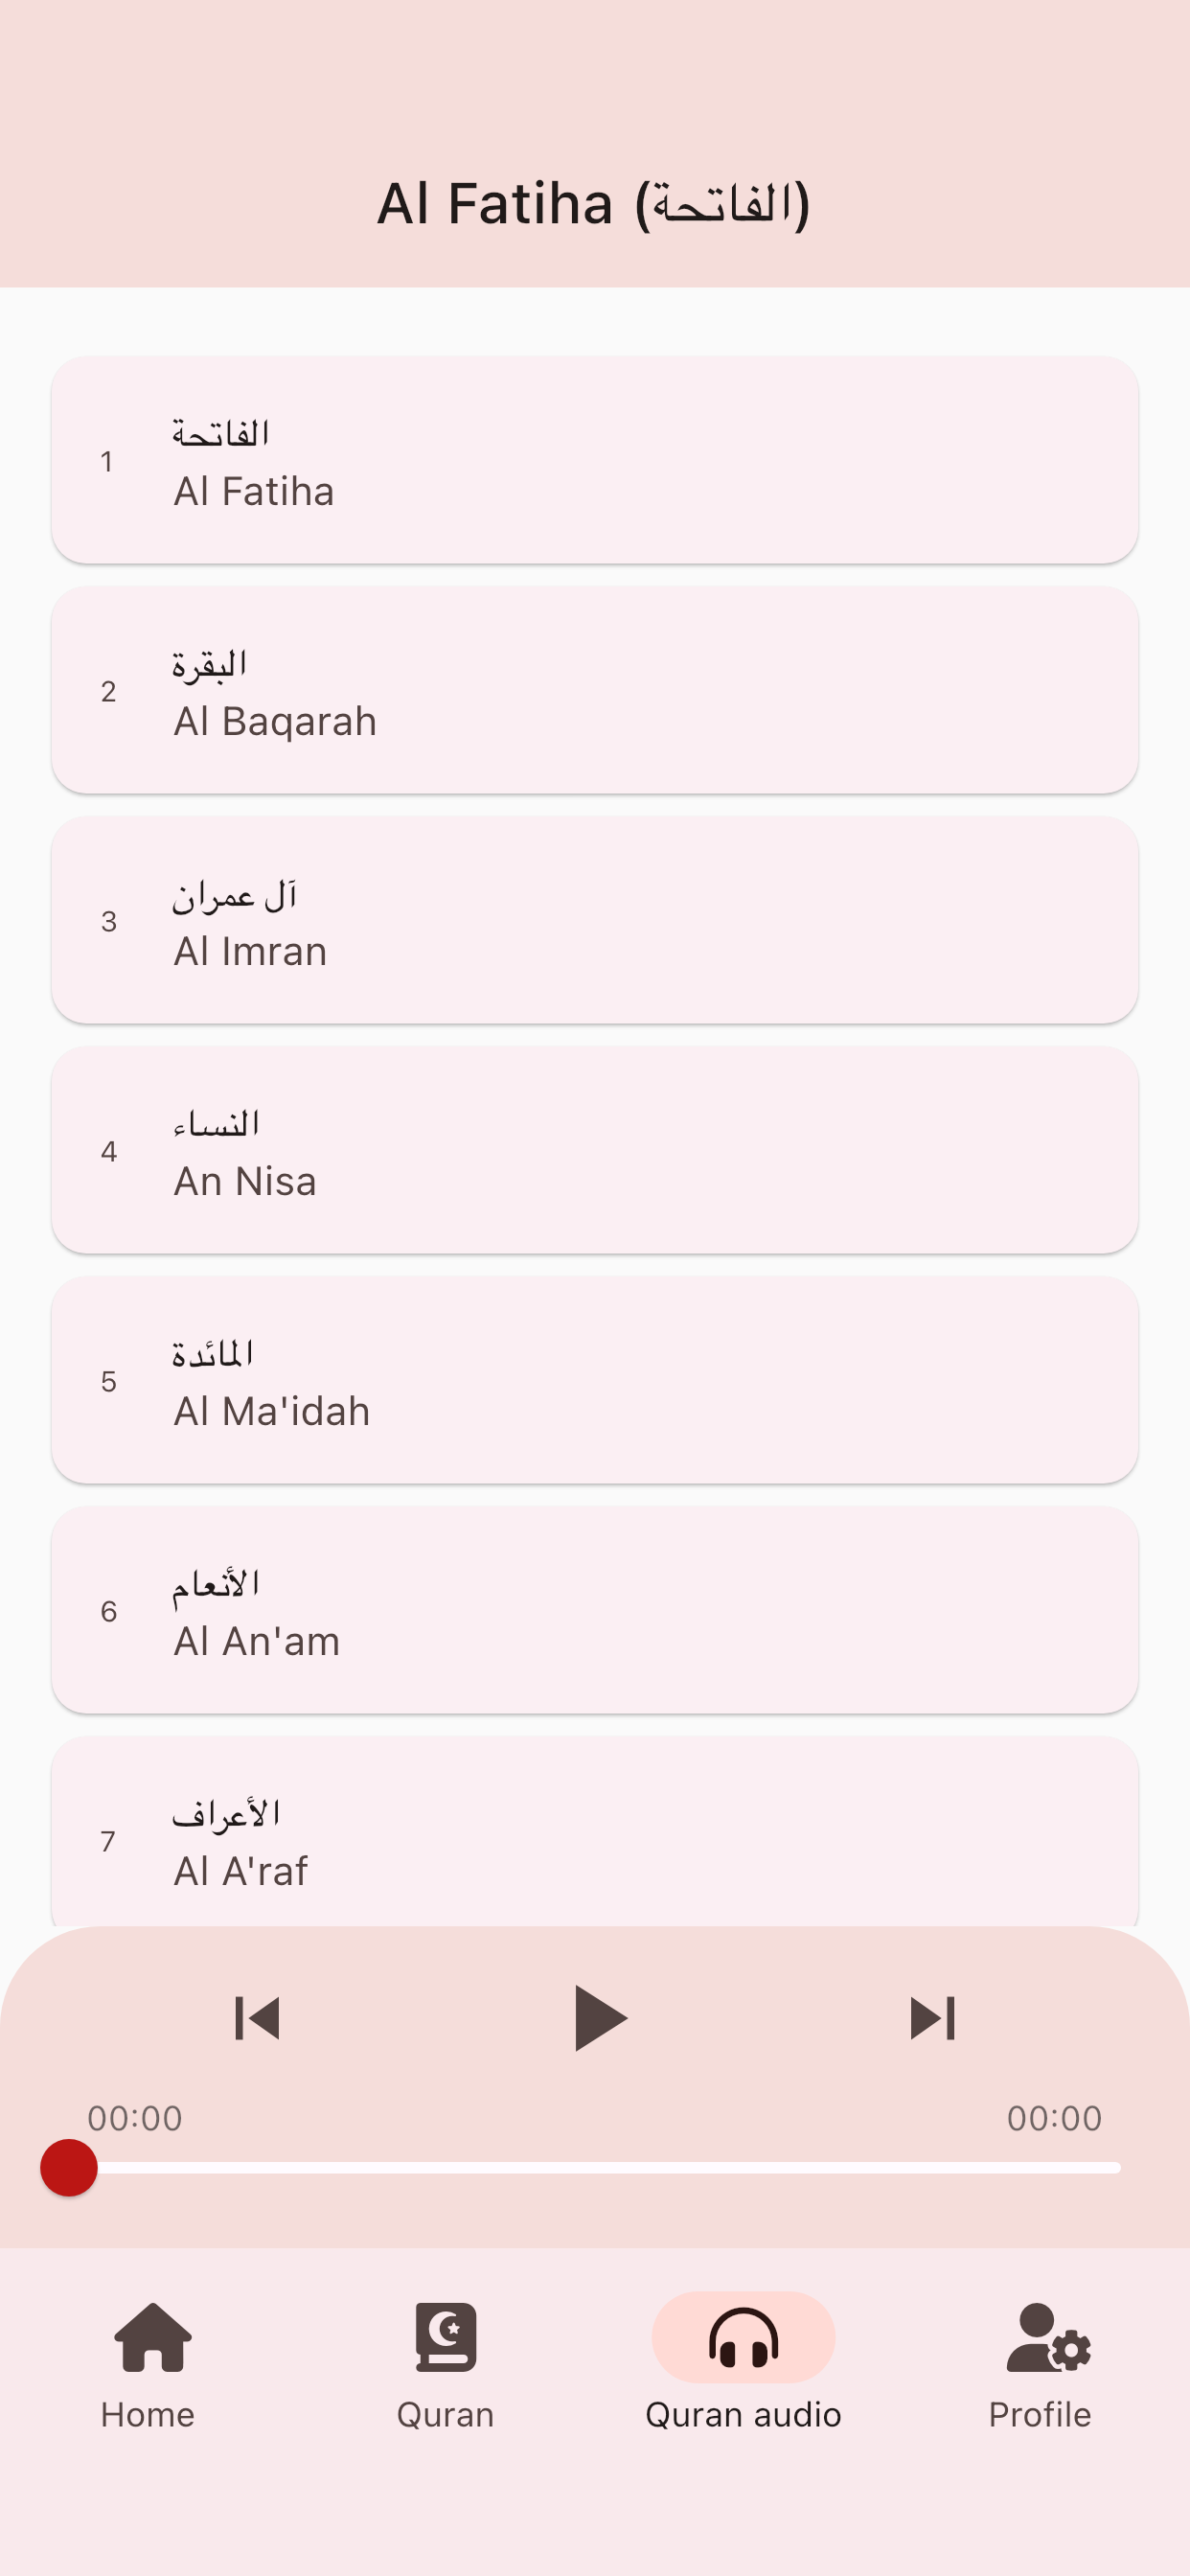 Al Fatiha (الفاتحة)
1
الفاتحة
Al Fatiha
2
البقرة
Al Baqarah
3
آل عمران
Al Imran
4
النساء
An Nisa
5
المائدة
Al Ma'idah
6
الأنعام
Al An'am
7
الأعراف
Al A'raf
00:00 00:00
Home Quran Quran audio Profile